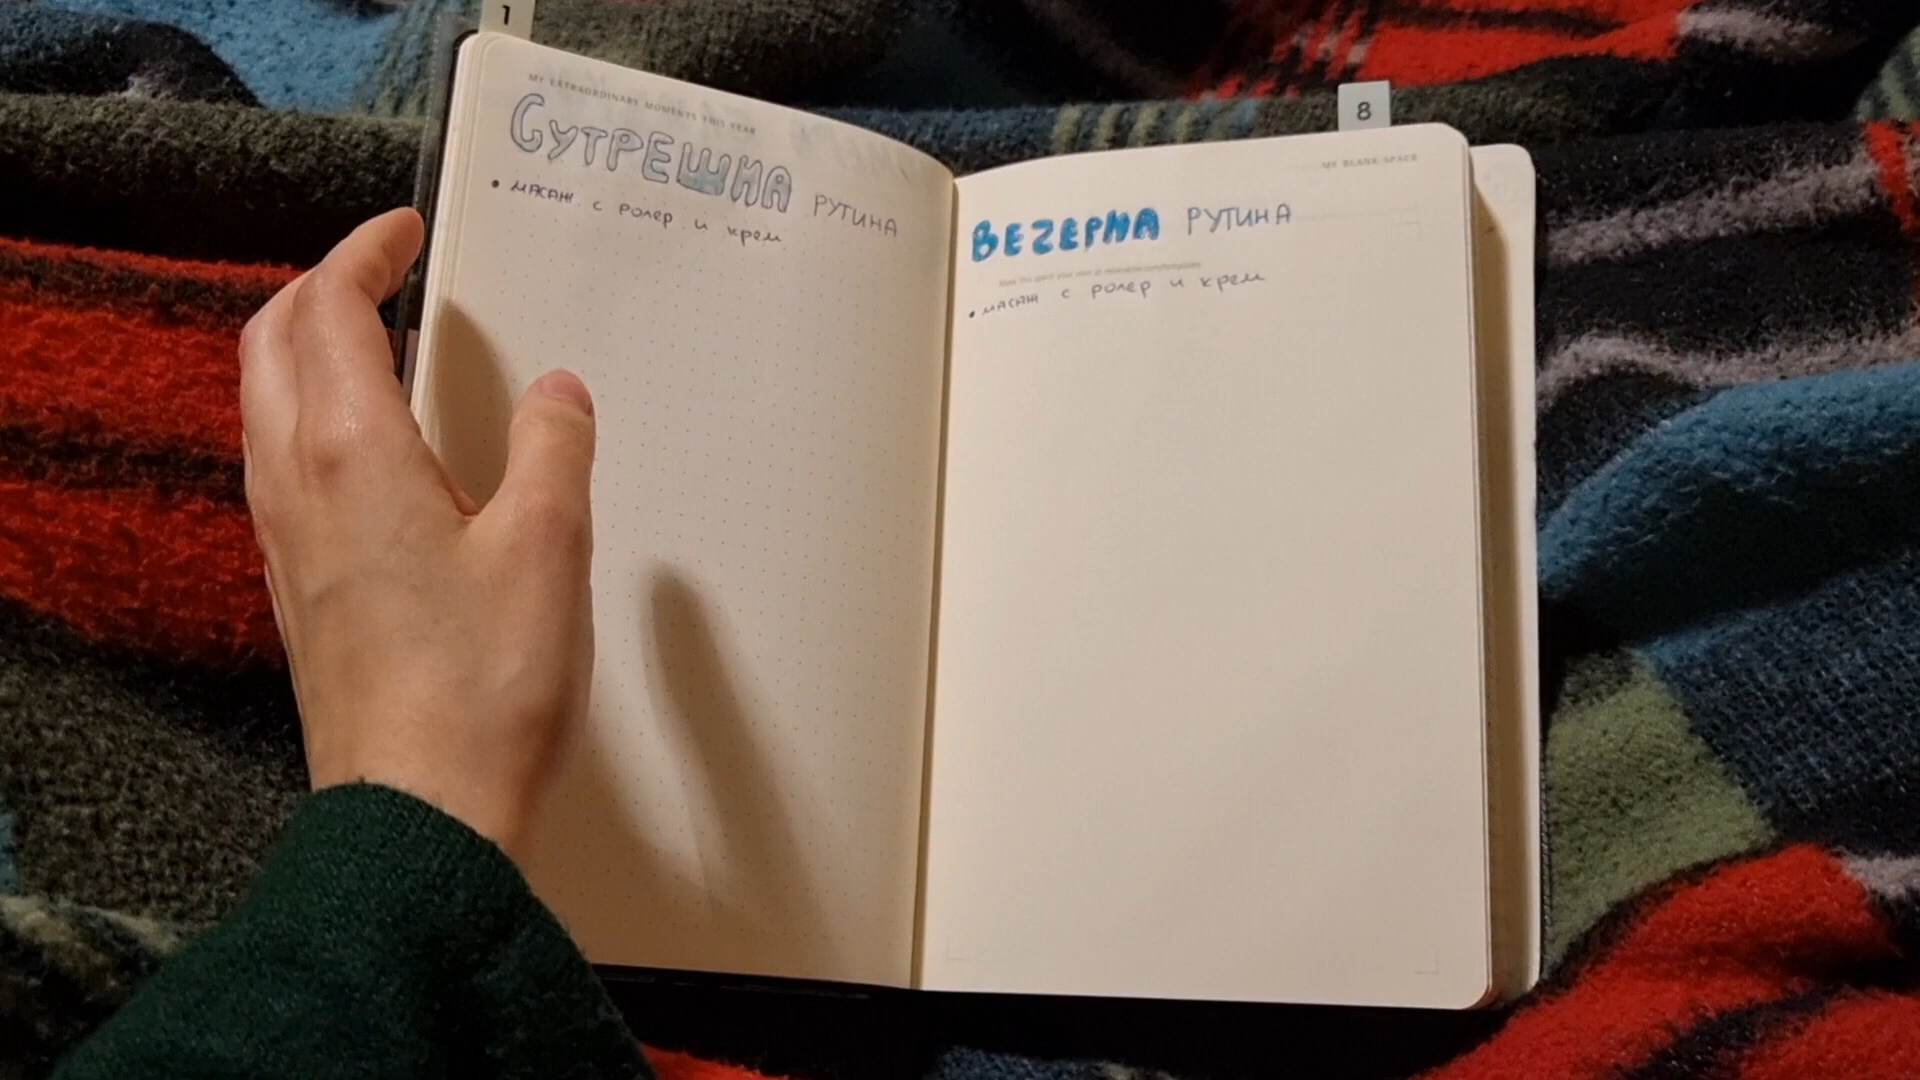 1
MY EXTRAORDINARY MOMENTS THIS YEAR
СУТРЕШНА РУТИНА
• масаж с ролер и крем
8
MY BLANK SPACE
ВЕZЕРНА РУТИНА
• масаж с ролер и крем